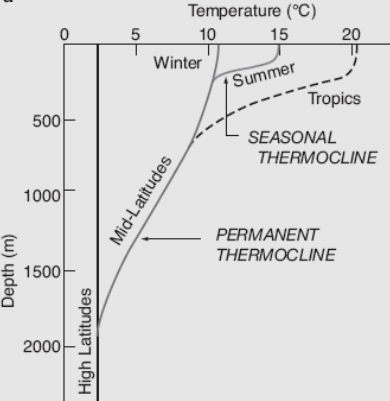 Temperature (°C)
0 5 10 15 20
Winter
Summer
Tropics
500
SEASONAL
THERMOCLINE
1000
Mid-Latitudes
PERMANENT
THERMOCLINE
Depth (m)
1500
High Latitudes
2000